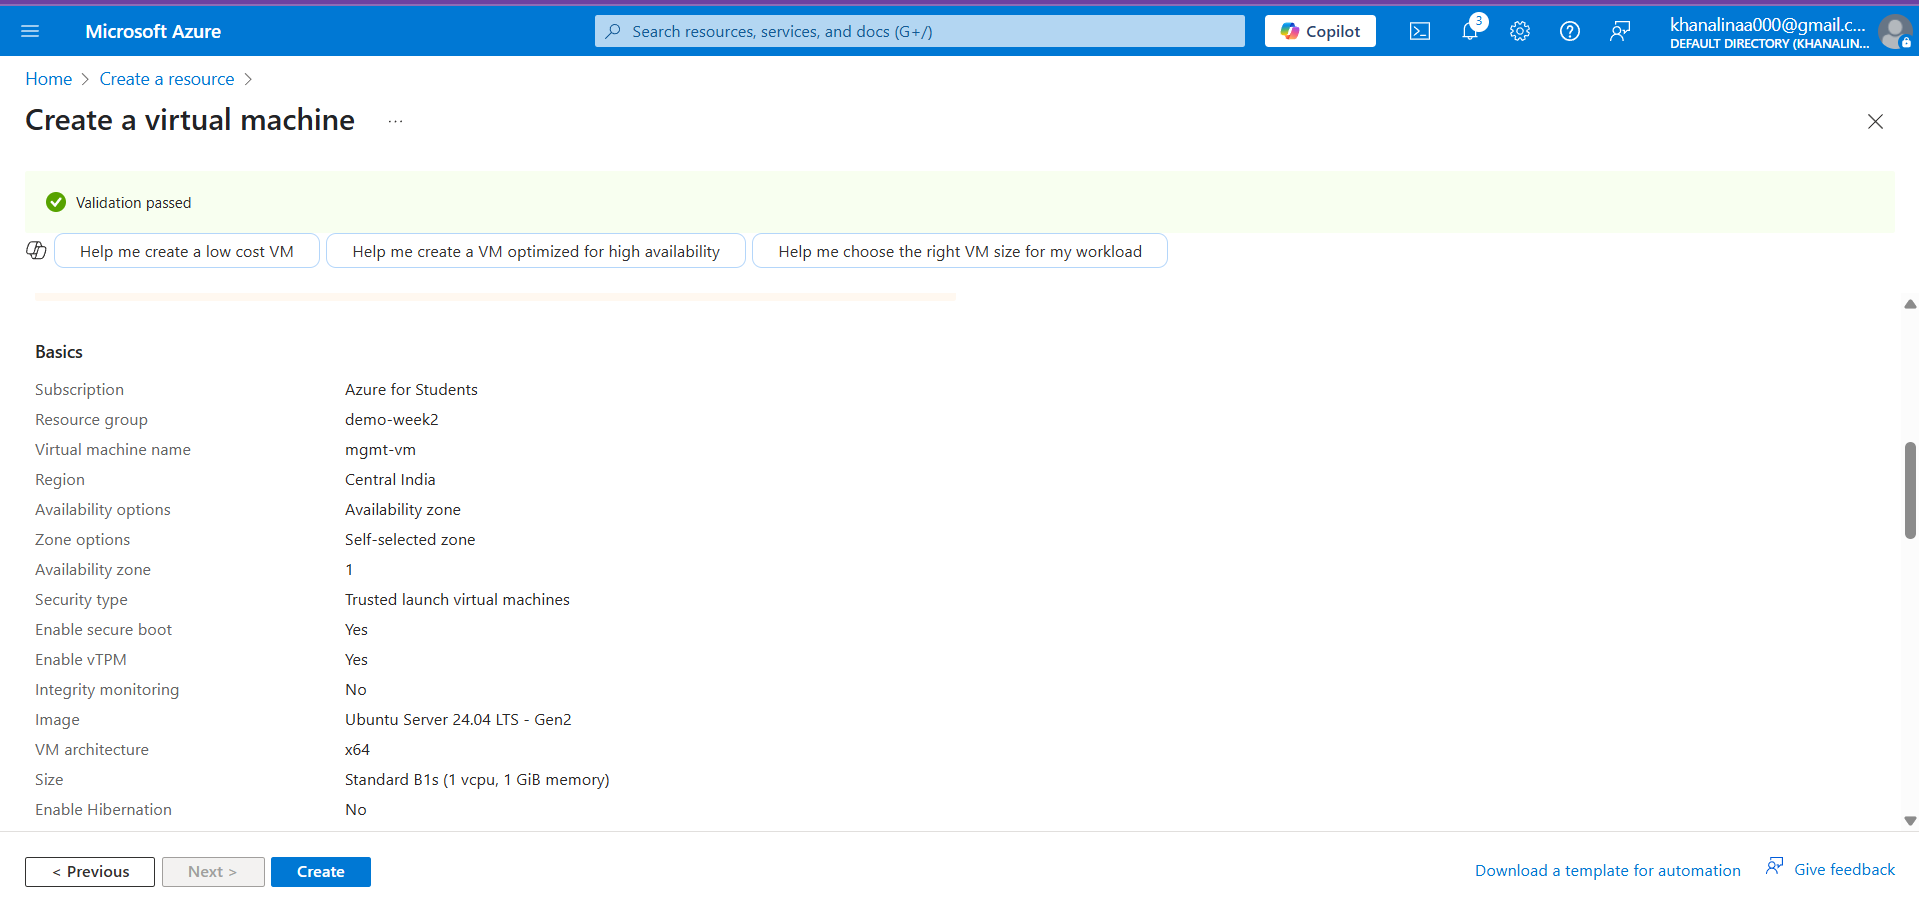 Microsoft Azure
Search resources, services, and docs (G+/)
Copilot
3
khanalinaa000@gmail.c...
DEFAULT DIRECTORY (KHANALIN...
Home > Create a resource >
Create a virtual machine ...
Validation passed
Help me create a low cost VM
Help me create a VM optimized for high availability
Help me choose the right VM size for my workload
Basics
Subscription Azure for Students
Resource group demo-week2
Virtual machine name mgmt-vm
Region Central India
Availability options Availability zone
Zone options Self-selected zone
Availability zone 1
Security type Trusted launch virtual machines
Enable secure boot Yes
Enable vTPM Yes
Integrity monitoring No
Image Ubuntu Server 24.04 LTS - Gen2
VM architecture x64
Size Standard B1s (1 vcpu, 1 GiB memory)
Enable Hibernation No
< Previous
Next >
Create
Download a template for automation
Give feedback